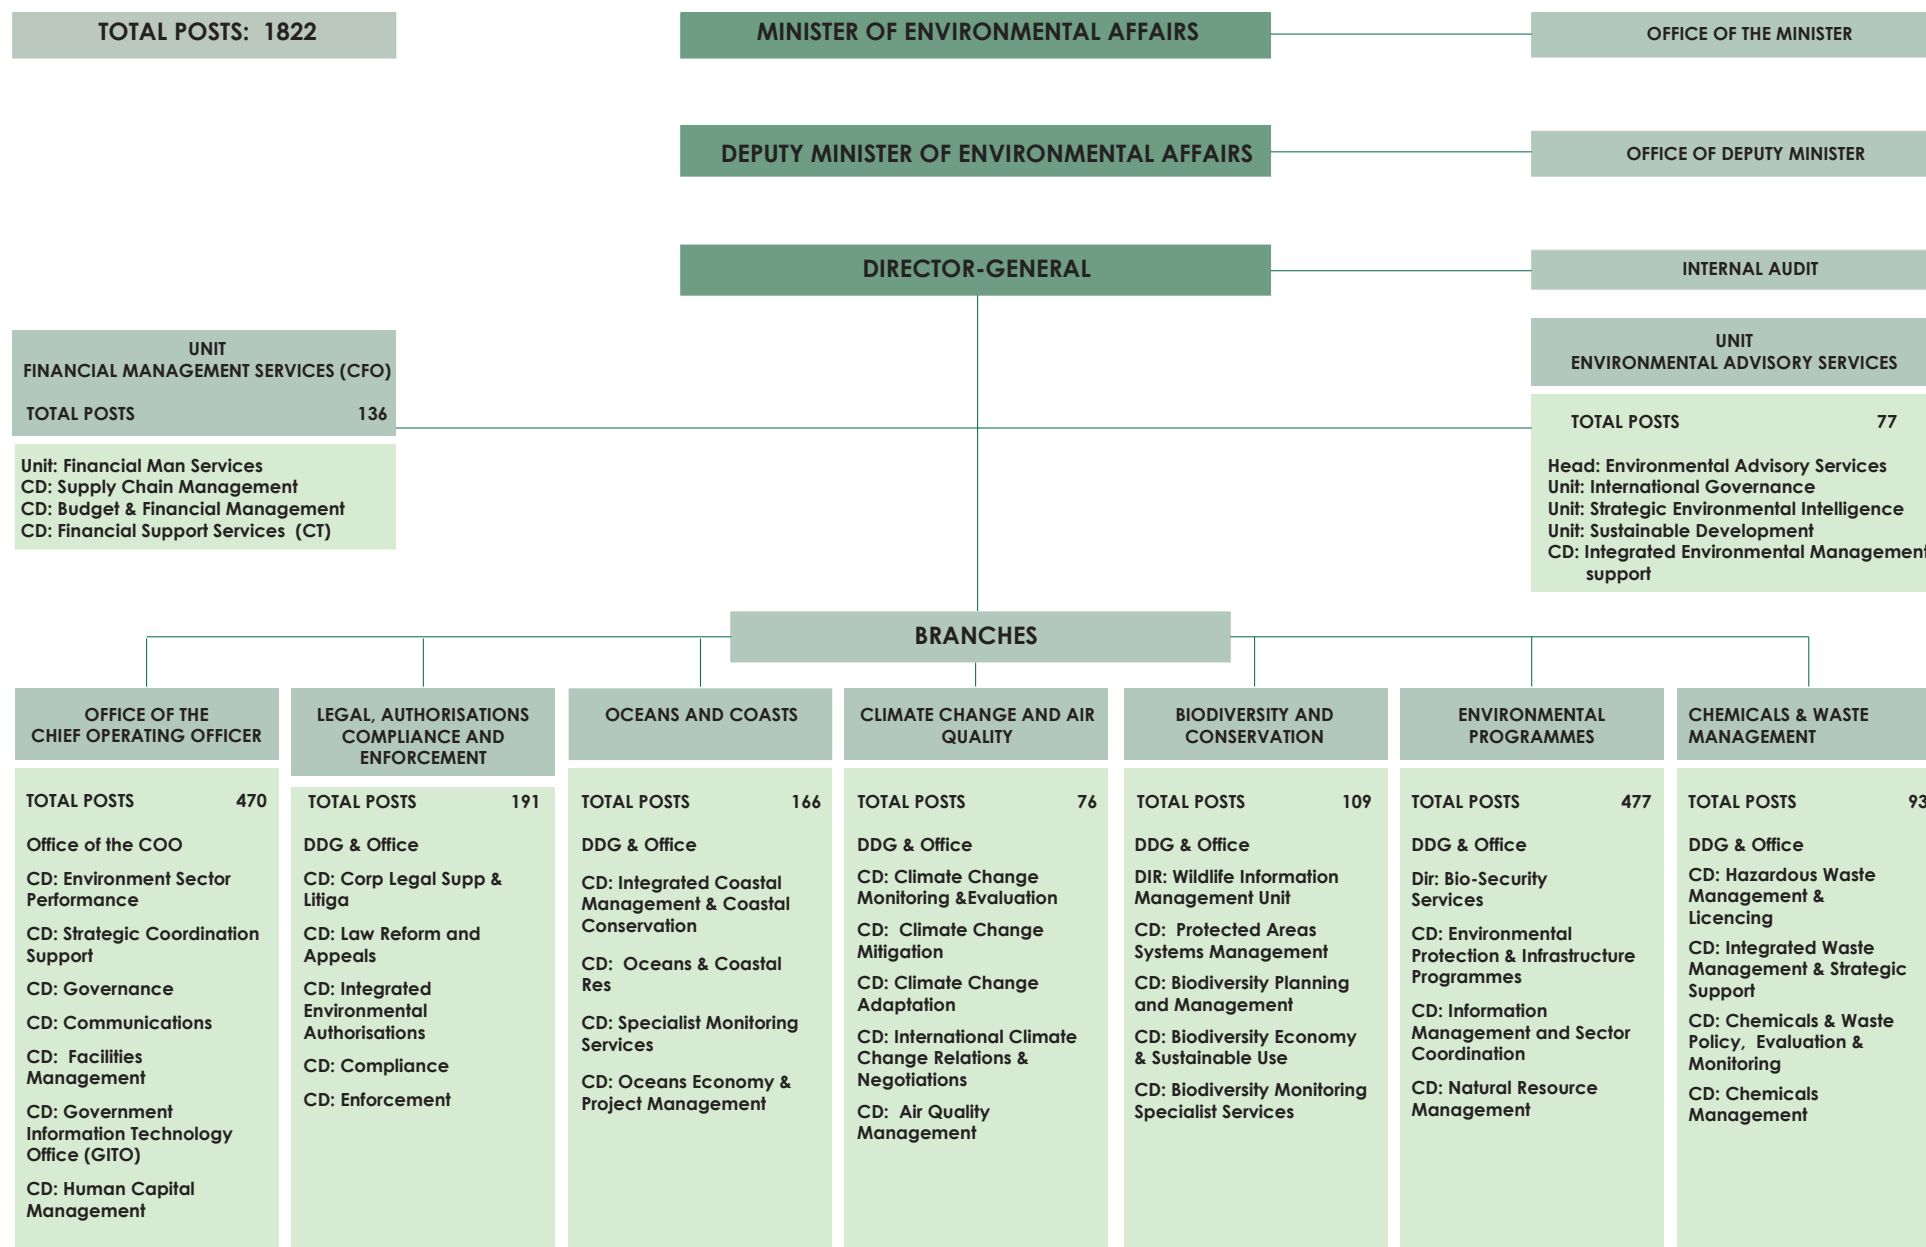 TOTAL POSTS: 1822
MINISTER OF ENVIRONMENTAL AFFAIRS
OFFICE OF THE MINISTER
DEPUTY MINISTER OF ENVIRONMENTAL AFFAIRS
OFFICE OF DEPUTY MINISTER
DIRECTOR-GENERAL
INTERNAL AUDIT
UNIT
FINANCIAL MANAGEMENT SERVICES (CFO)
TOTAL POSTS 136
Unit: Financial Man Services
CD: Supply Chain Management
CD: Budget & Financial Management
CD: Financial Support Services (CT)
UNIT
ENVIRONMENTAL ADVISORY SERVICES
TOTAL POSTS 77
Head: Environmental Advisory Services
Unit: International Governance
Unit: Strategic Environmental Intelligence
Unit: Sustainable Development
CD: Integrated Environmental Management
support
BRANCHES
OFFICE OF THE
CHIEF OPERATING OFFICER
TOTAL POSTS 470
Office of the COO
CD: Environment Sector
Performance
CD: Strategic Coordination
Support
CD: Governance
CD: Communications
CD: Facilities
Management
CD: Government
Information Technology
Office (GITO)
CD: Human Capital
Management
LEGAL, AUTHORISATIONS
COMPLIANCE AND
ENFORCEMENT
TOTAL POSTS 191
DDG & Office
CD: Corp Legal Supp &
Litiga
CD: Law Reform and
Appeals
CD: Integrated
Environmental
Authorisations
CD: Compliance
CD: Enforcement
OCEANS AND COASTS
TOTAL POSTS 166
DDG & Office
CD: Integrated Coastal
Management & Coastal
Conservation
CD: Oceans & Coastal
Res
CD: Specialist Monitoring
Services
CD: Oceans Economy &
Project Management
CLIMATE CHANGE AND AIR
QUALITY
TOTAL POSTS 76
DDG & Office
CD: Climate Change
Monitoring &Evaluation
CD: Climate Change
Mitigation
CD: Climate Change
Adaptation
CD: International Climate
Change Relations &
Negotiations
CD: Air Quality
Management
BIODIVERSITY AND
CONSERVATION
TOTAL POSTS 109
DDG & Office
DIR: Wildlife Information
Management Unit
CD: Protected Areas
Systems Management
CD: Biodiversity Planning
and Management
CD: Biodiversity Economy
& Sustainable Use
CD: Biodiversity Monitoring
Specialist Services
ENVIRONMENTAL
PROGRAMMES
TOTAL POSTS 477
DDG & Office
Dir: Bio-Security
Services
CD: Environmental
Protection & Infrastructure
Programmes
CD: Information
Management and Sector
Coordination
CD: Natural Resource
Management
CHEMICALS & WASTE
MANAGEMENT
TOTAL POSTS 93
DDG & Office
CD: Hazardous Waste
Management &
Licencing
CD: Integrated Waste
Management & Strategic
Support
CD: Chemicals & Waste
Policy, Evaluation &
Monitoring
CD: Chemicals
Management